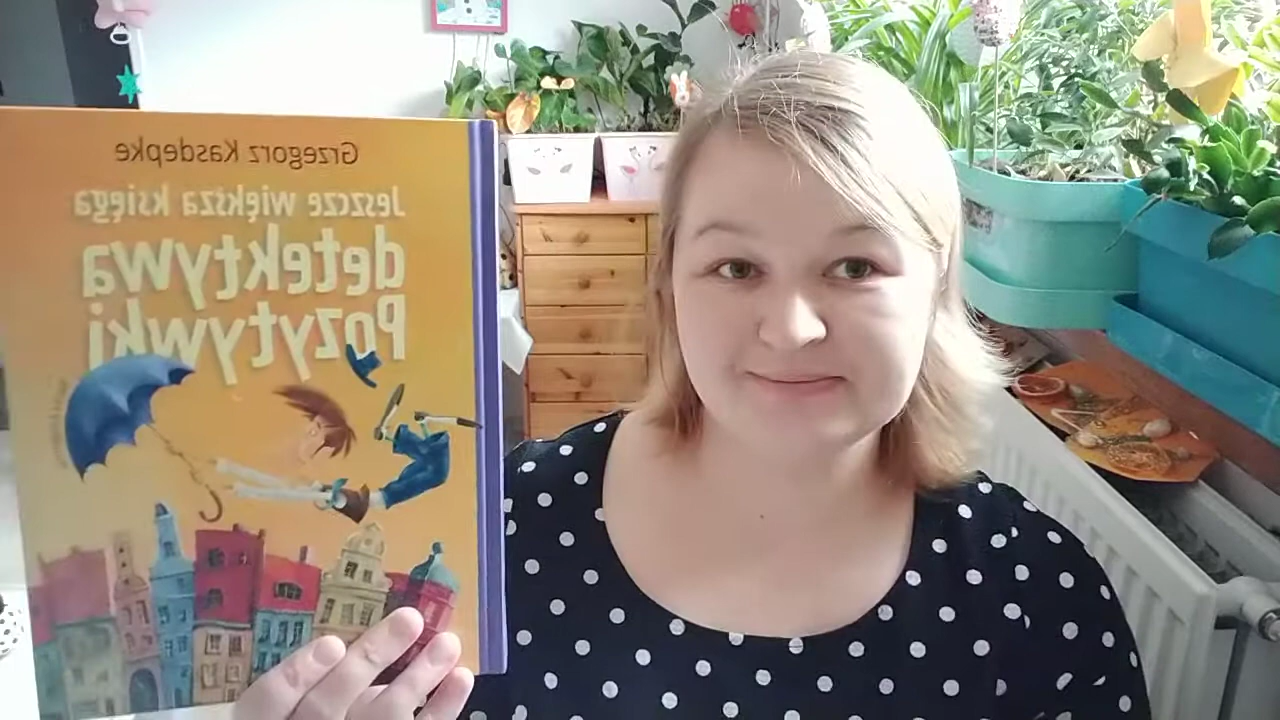 Grzegorz Kasdepke
Jeszcze większa księga
detektywa
Pozytywki